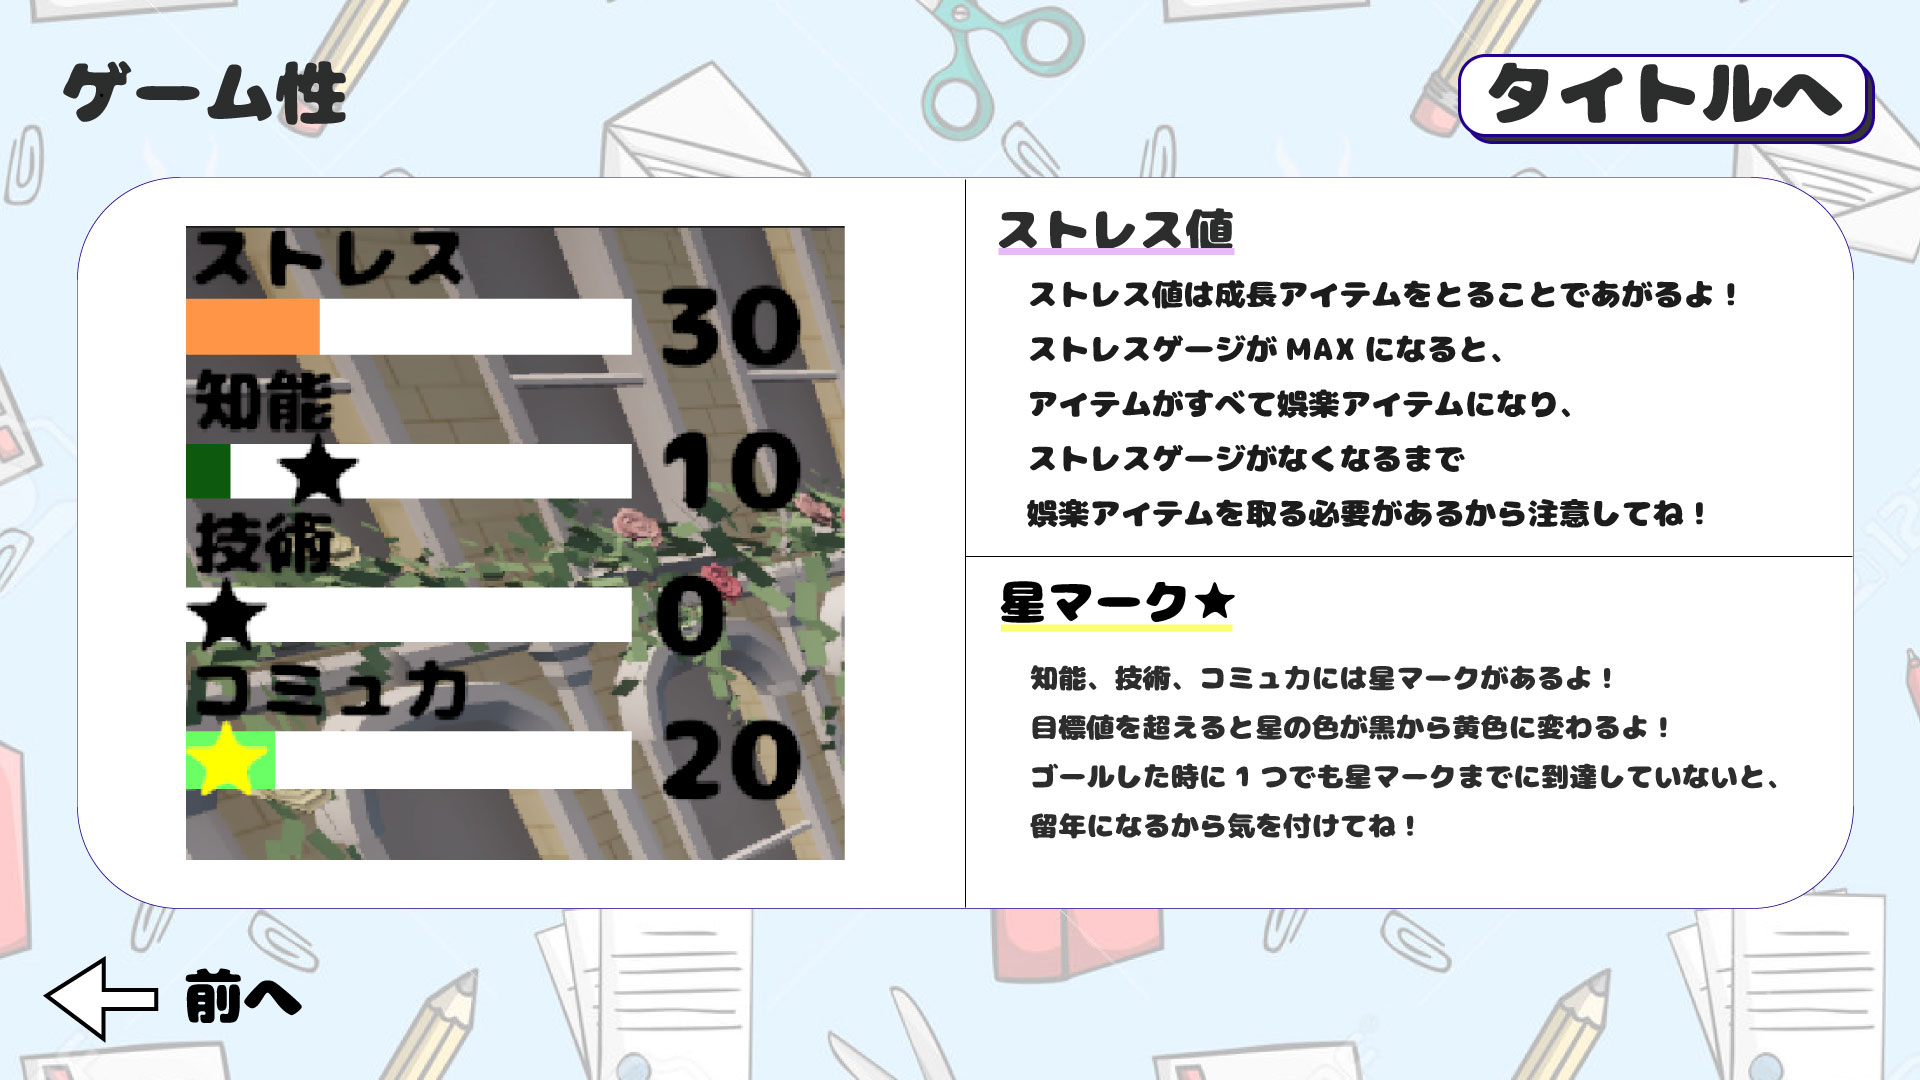 ゲーム性
タイトルへ
ストレス
30
知能
★
10
技術
★
0
コミュ力
★
20
ストレス値
ストレス値は成長アイテムをとることであがるよ！
ストレスゲージが MAX になると、
アイテムがすべて娯楽アイテムになり、
ストレスゲージがなくなるまで
娯楽アイテムを取る必要があるから注意してね！
星マーク★
知能、技術、コミュ力には星マークがあるよ！
目標値を超えると星の色が黒から黄色に変わるよ！
ゴールした時に 1 つでも星マークまでに到達していないと、
留年になるから気を付けてね！
前へ